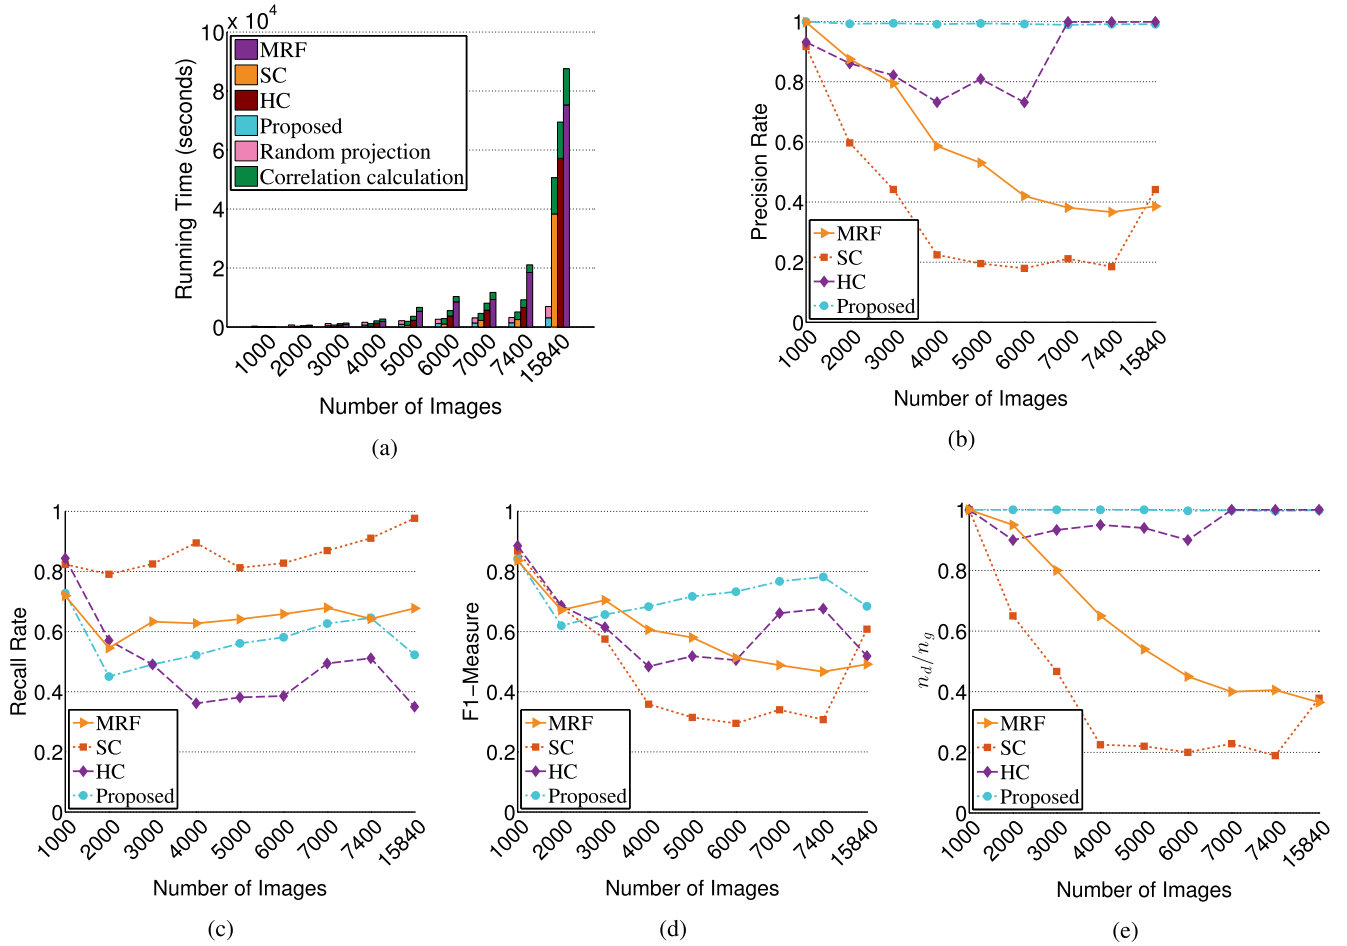 x 10⁴
10
8
6
4
2
0
Running Time (seconds)
MRF
SC
HC
Proposed
Random projection
Correlation calculation
1000
2000
3000
4000
5000
6000
7000
7400
15840
Number of Images
(a)
1
0.8
0.6
0.4
0.2
0
Precision Rate
MRF
SC
HC
Proposed
1000
2000
3000
4000
5000
6000
7000
7400
15840
Number of Images
(b)
1
0.8
0.6
0.4
0.2
0
Recall Rate
MRF
SC
HC
Proposed
1000
2000
3000
4000
5000
6000
7000
7400
15840
Number of Images
(c)
1
0.8
0.6
0.4
0.2
0
F1−Measure
MRF
SC
HC
Proposed
1000
2000
3000
4000
5000
6000
7000
7400
15840
Number of Images
(d)
1
0.8
0.6
0.4
0.2
0
n_d/n_g
MRF
SC
HC
Proposed
1000
2000
3000
4000
5000
6000
7000
7400
15840
Number of Images
(e)